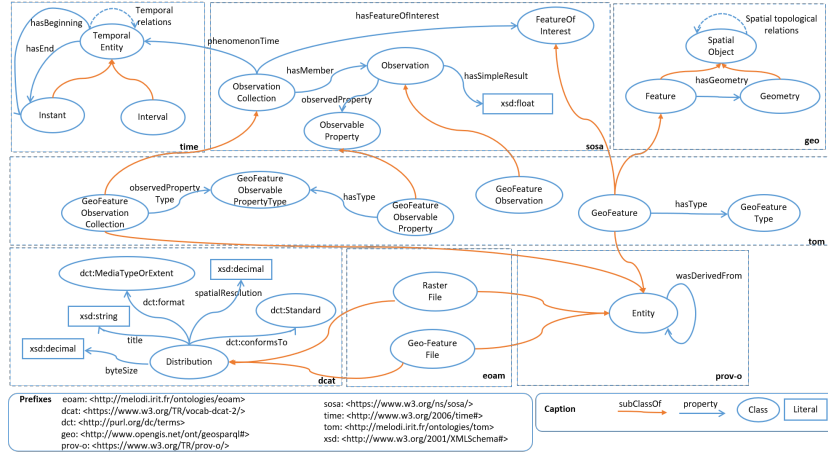 hasBeginning
Temporal
relations
hasEnd
Temporal
Entity
Instant
Interval
time
phenomenonTime
hasFeatureOfInterest
FeatureOf
Interest
Observation
Collection
hasMember
Observation
hasSimpleResult
observedProperty
xsd:float
Observable
Property
sosa
Spatial topological
relations
Spatial
Object
hasGeometry
Feature
Geometry
geo
GeoFeature
Observation
Collection
observedProperty
Type
GeoFeature
Observable
PropertyType
hasType
GeoFeature
Observable
Property
GeoFeature
Observation
GeoFeature
hasType
GeoFeature
Type
tom
dct:MediaTypeOrExtent
xsd:decimal
spatialResolution
dct:format
xsd:string
dct:Standard
title
xsd:decimal
dct:conformsTo
byteSize
Distribution
dcat
Raster
File
Geo-Feature
File
eoam
wasDerivedFrom
Entity
prov-o
Prefixes
eoam: <http://melodi.irit.fr/ontologies/eoam>
dcat: <https://www.w3.org/TR/vocab-dcat-2/>
dct: <http://purl.org/dc/terms>
geo: <http://www.opengis.net/ont/geosparql#>
prov-o: <https://www.w3.org/TR/prov-o/>
sosa: <https://www.w3.org/ns/sosa/>
time: <http://www.w3.org/2006/time#>
tom: <http://melodi.irit.fr/ontologies/tom>
xsd: <http://www.w3.org/2001/XMLSchema#>
Caption
subClassOf
property
Class
Literal